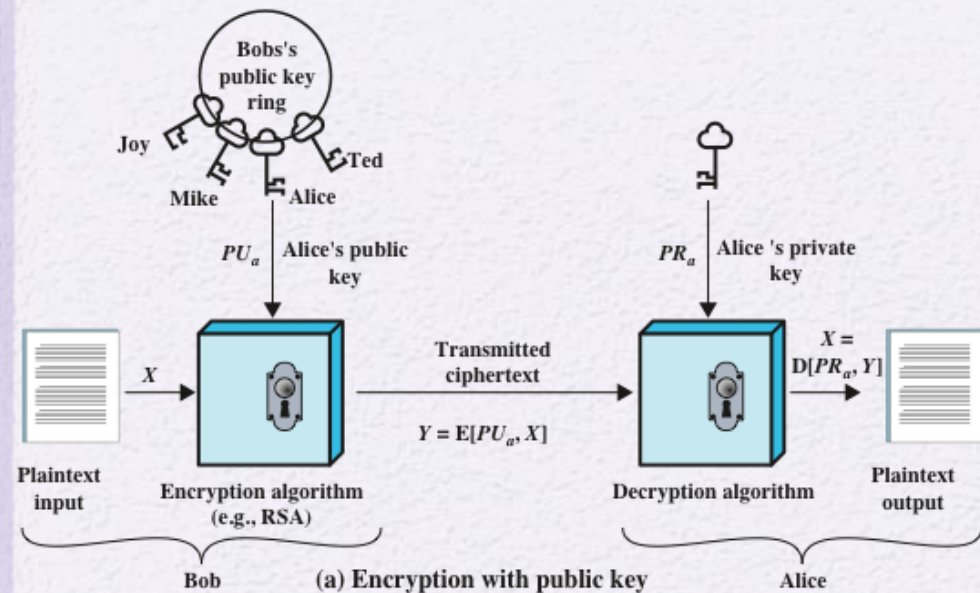 Bobs's
public key
ring
Joy
Ted
Mike
Alice
PUa
Alice's public
key
PRa
Alice 's private
key
X
Transmitted
ciphertext
X =
D[PRa, Y]
Y = E[PUa, X]
Plaintext
input
Encryption algorithm
(e.g., RSA)
Decryption algorithm
Plaintext
output
Bob
(a) Encryption with public key
Alice